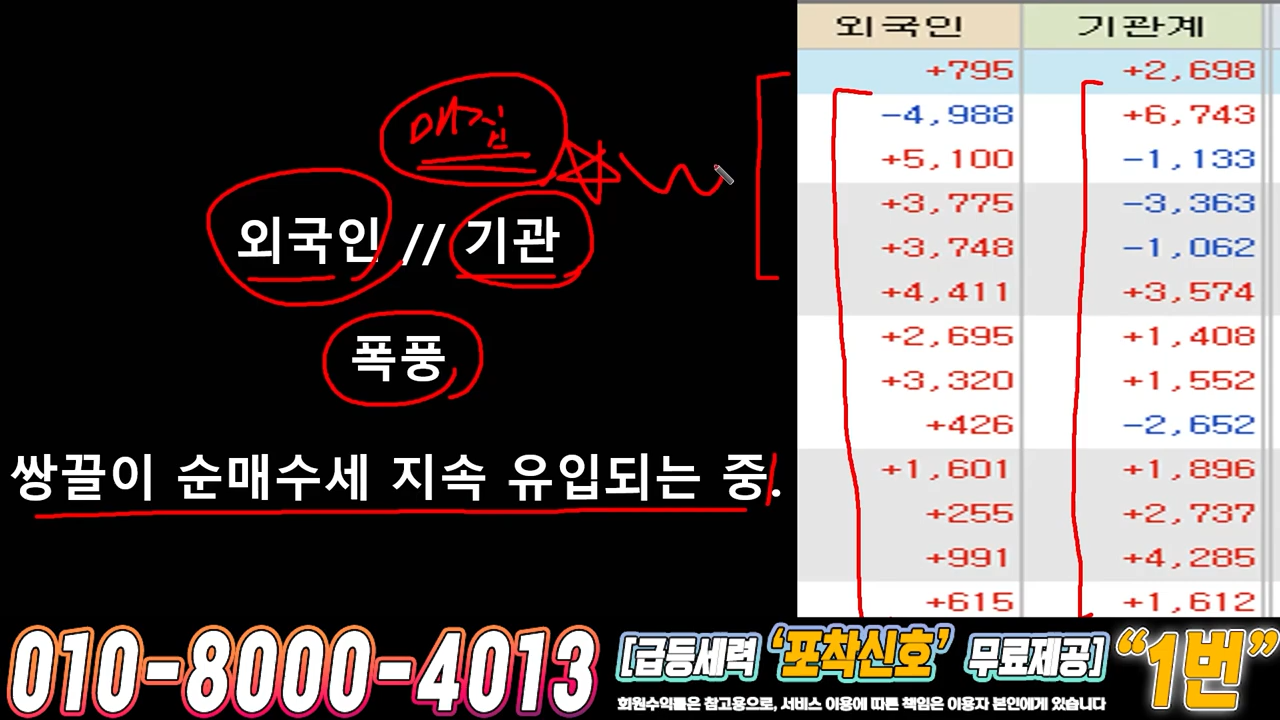 매집
외국인 // 기관
폭풍
쌍끌이 순매수세 지속 유입되는 중.
외국인 기관계
+795 +2,698
-4,988 +6,743
+5,100 -1,133
+3,775 -3,363
+3,748 -1,062
+4,411 +3,574
+2,695 +1,408
+3,320 +1,552
+426 -2,652
+1,601 +1,896
+255 +2,737
+991 +4,285
+615 +1,612
010-8000-4013 [급등세력 '포착신호' 무료제공] "1번"
회원수익률은 참고용으로, 서비스 이용에 따른 책임은 이용자 본인에게 있습니다